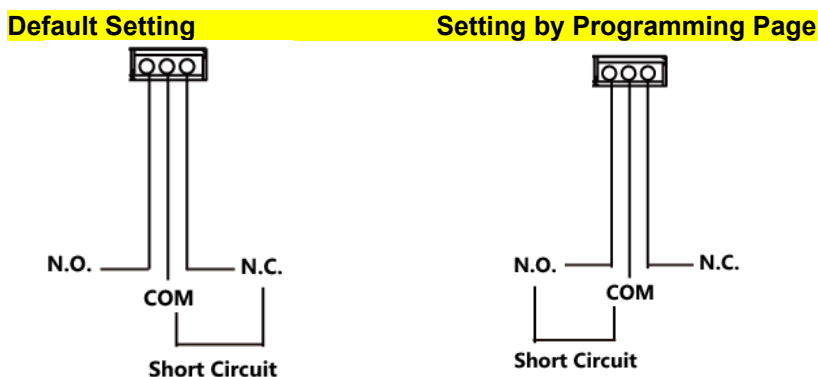 Default Setting
Setting by Programming Page
N.O.
N.C.
COM
Short Circuit
N.O.
N.C.
COM
Short Circuit